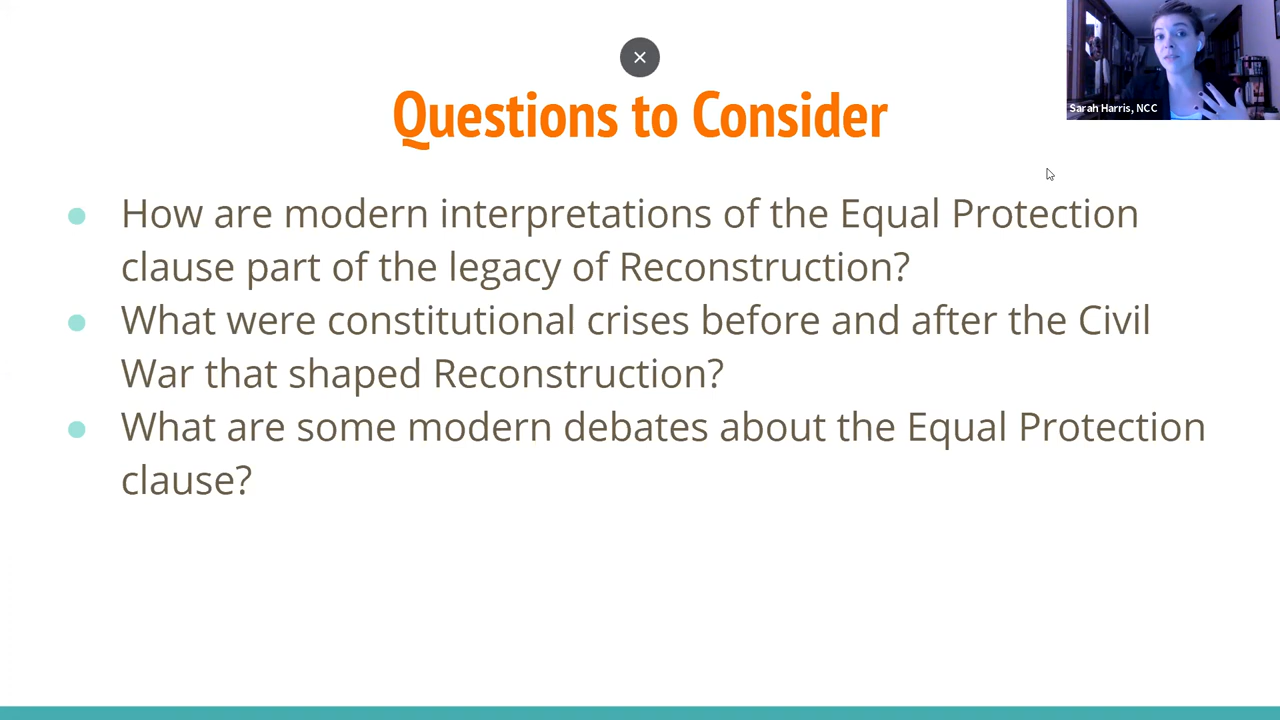 Sarah Harris, NCC
Questions to Consider
How are modern interpretations of the Equal Protection
clause part of the legacy of Reconstruction?
What were constitutional crises before and after the Civil
War that shaped Reconstruction?
What are some modern debates about the Equal Protection
clause?